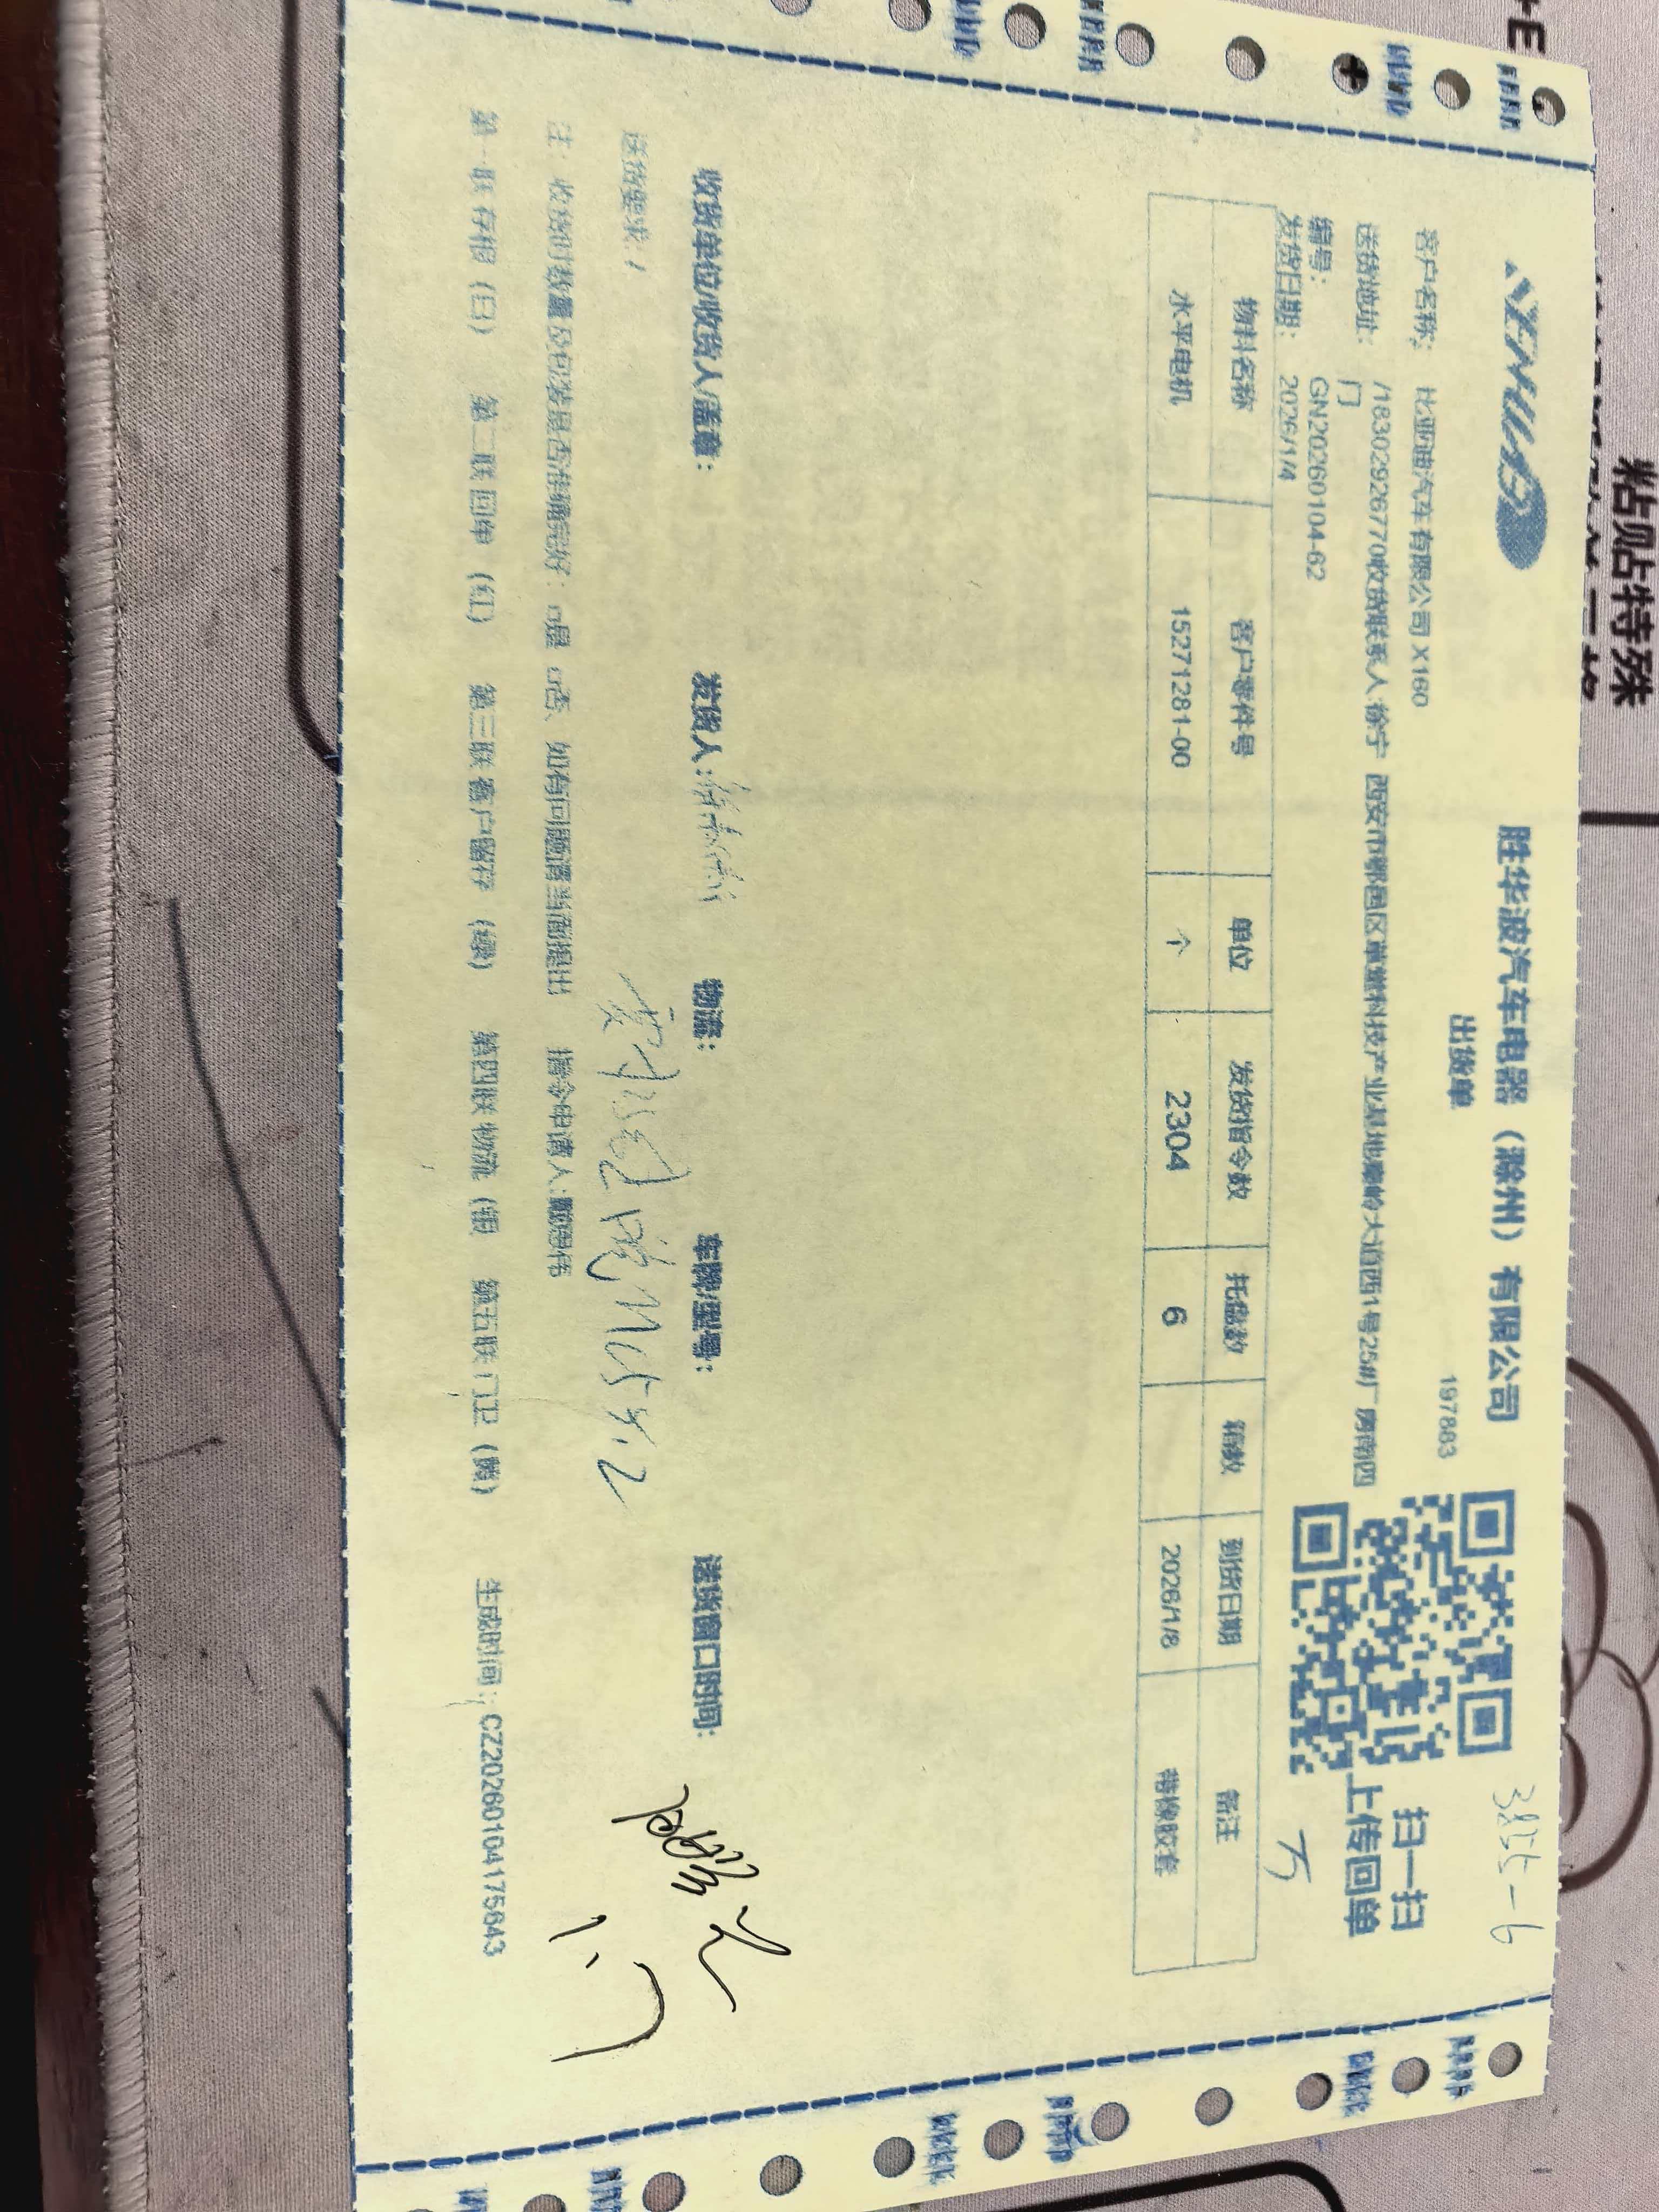 胜华波汽车电器（滁州）有限公司
出货单
197883
扫一扫
上传回单
客户名称： 比亚迪汽车有限公司 X160
送货地址： /18302926770收货联系人:徐宁 西安市鄠邑区草堂科技产业基地秦岭大道西1号25#厂房南四门
编号： GN20260104-62
发货日期： 2026/1/4
物料名称 客户零件号 单位 发货指令数 托盘数 箱数 到货日期 备注
水平电机 15271281-00 个 2304 6 2026/1/8 带橡胶套
收货单位/收货人/盖章： 发货人： 物流： 车牌/型号： 送货窗口时间：
送货要求：/
注：收货时数量及包装是否准确完好：□是 □否、如有问题请当面提出 指令申请人：
第一联 存根（白） 第二联 回单（红） 第三联 客户留存（绿） 第四联 物流（蓝） 第五联 门卫（黄） 生成时间：CZ20260104175643
粘贴特殊